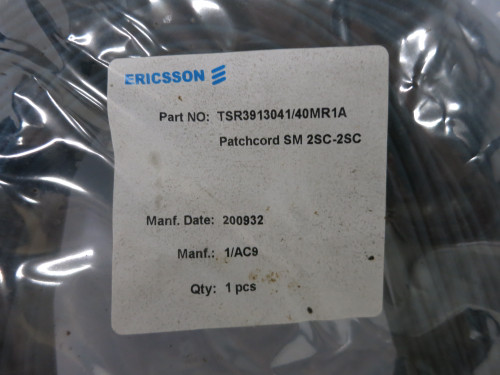 ERICSSON
Part NO: TSR3913041/40MR1A
Patchcord SM 2SC-2SC
Manf. Date: 200932
Manf.: 1/AC9
Qty: 1 pcs